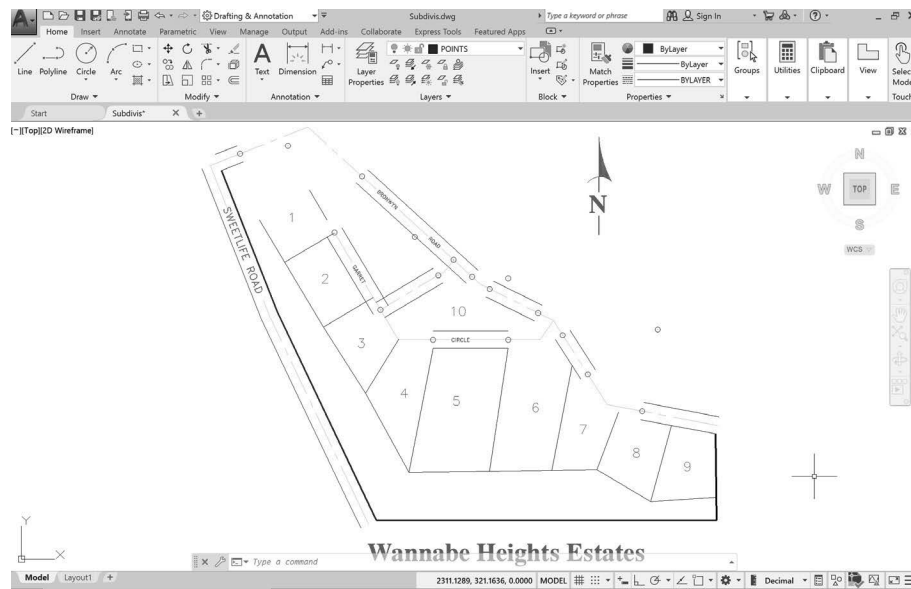 A
Drafting & Annotation
Subdivis.dwg
Type a keyword or phrase
Sign In
Home Insert Annotate Parametric View Manage Output Add-ins Collaborate Express Tools Featured Apps
POINTS
ByLayer
ByLayer
BYLAYER
Line Polyline Circle Arc
Text Dimension
Layer Properties
Insert
Match Properties
Groups Utilities Clipboard View
Draw Modify Annotation Layers Block Properties
Start Subdivis* +
[−][Top][2D Wireframe]
N
W TOP E
S
WCS
N
SWEETLIFE ROAD
ROAD
GARNET
CIRCLE
1
2
3
4
5
6
7
8
9
10
Y
X
Wannabe Heights Estates
Type a command
Model Layout1 +
2311.1289, 321.1636, 0.0000 MODEL
Decimal